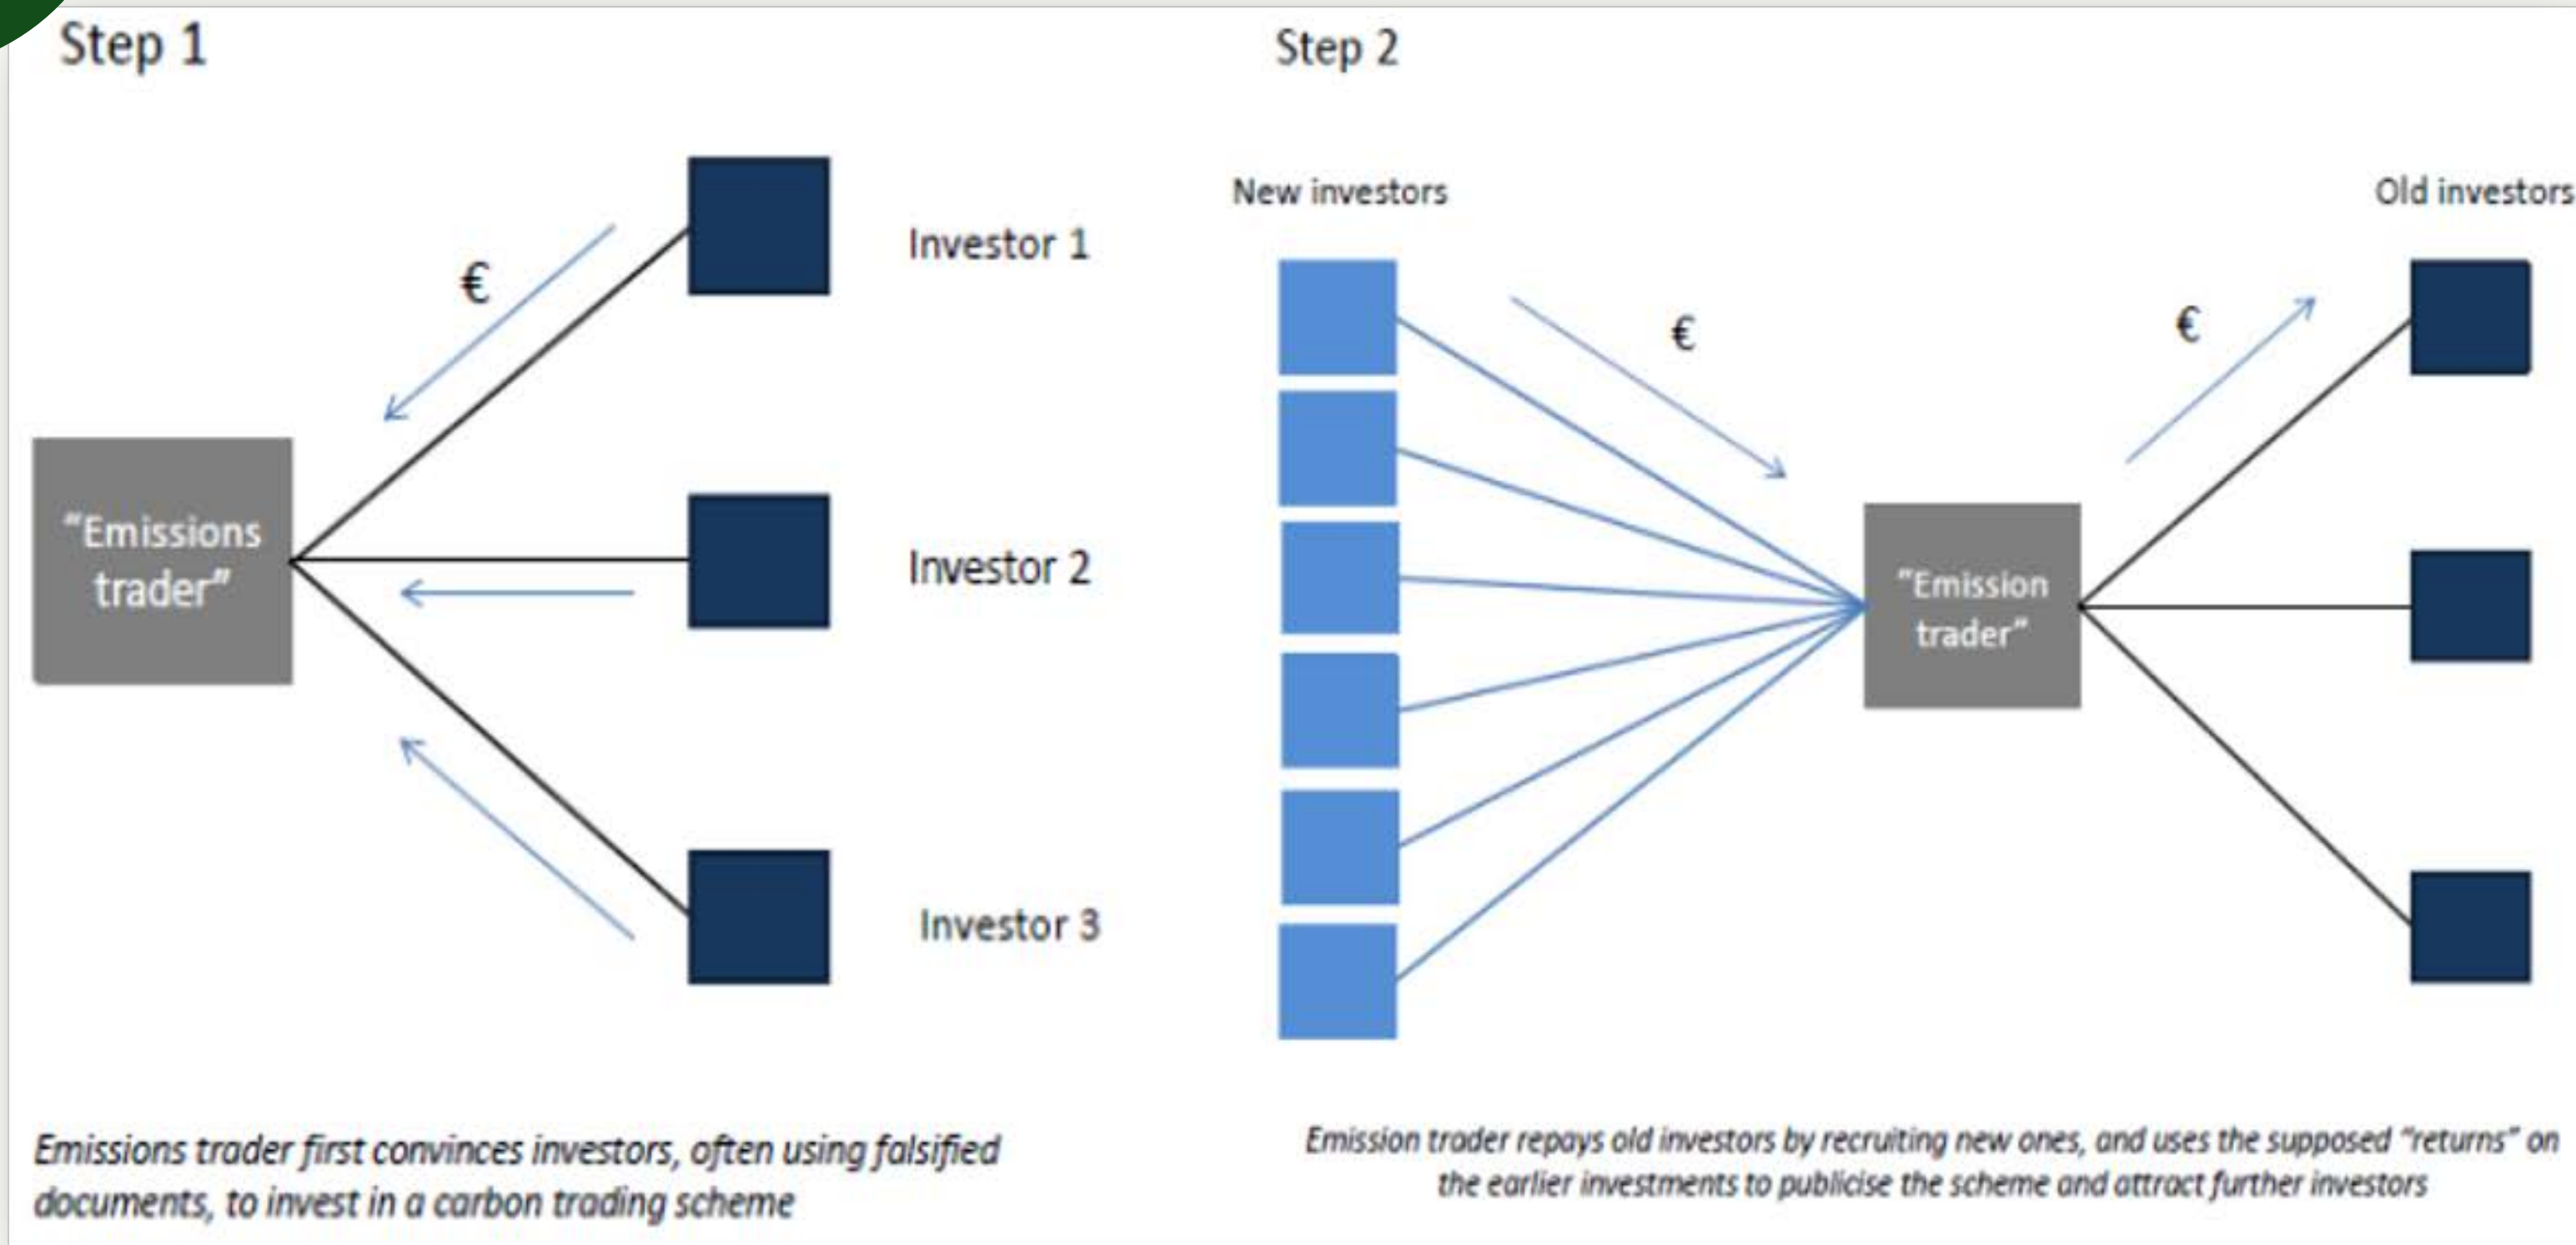 Step 1
€
Investor 1
“Emissions
trader”
Investor 2
Investor 3
Emissions trader first convinces investors, often using falsified
documents, to invest in a carbon trading scheme
Step 2
New investors
Old investors
€
€
“Emission
trader”
Emission trader repays old investors by recruiting new ones, and uses the supposed “returns” on
the earlier investments to publicise the scheme and attract further investors